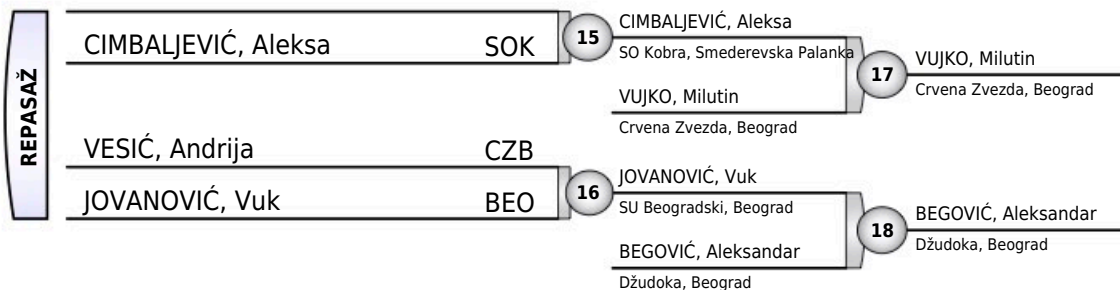 REPASAŽ
CIMBALJEVIĆ, Aleksa SOK
VESIĆ, Andrija CZB
JOVANOVIĆ, Vuk BEO
15
CIMBALJEVIĆ, Aleksa
SO Kobra, Smederevska Palanka
VUJKO, Milutin
Crvena Zvezda, Beograd
16
JOVANOVIĆ, Vuk
SU Beogradski, Beograd
BEGOVIĆ, Aleksandar
Džudoka, Beograd
17
VUJKO, Milutin
Crvena Zvezda, Beograd
18
BEGOVIĆ, Aleksandar
Džudoka, Beograd